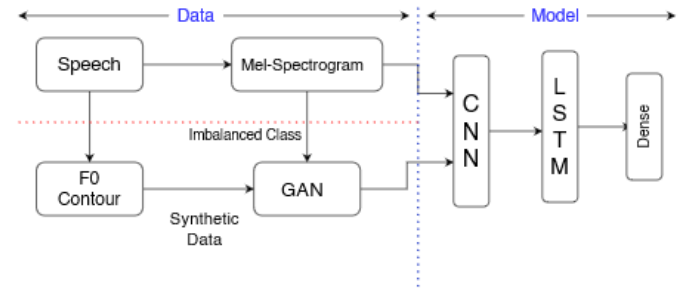 Data
Model
Speech
Mel-Spectrogram
Imbalanced Class
F0
Contour
GAN
Synthetic
Data
C
N
N
L
S
T
M
Dense